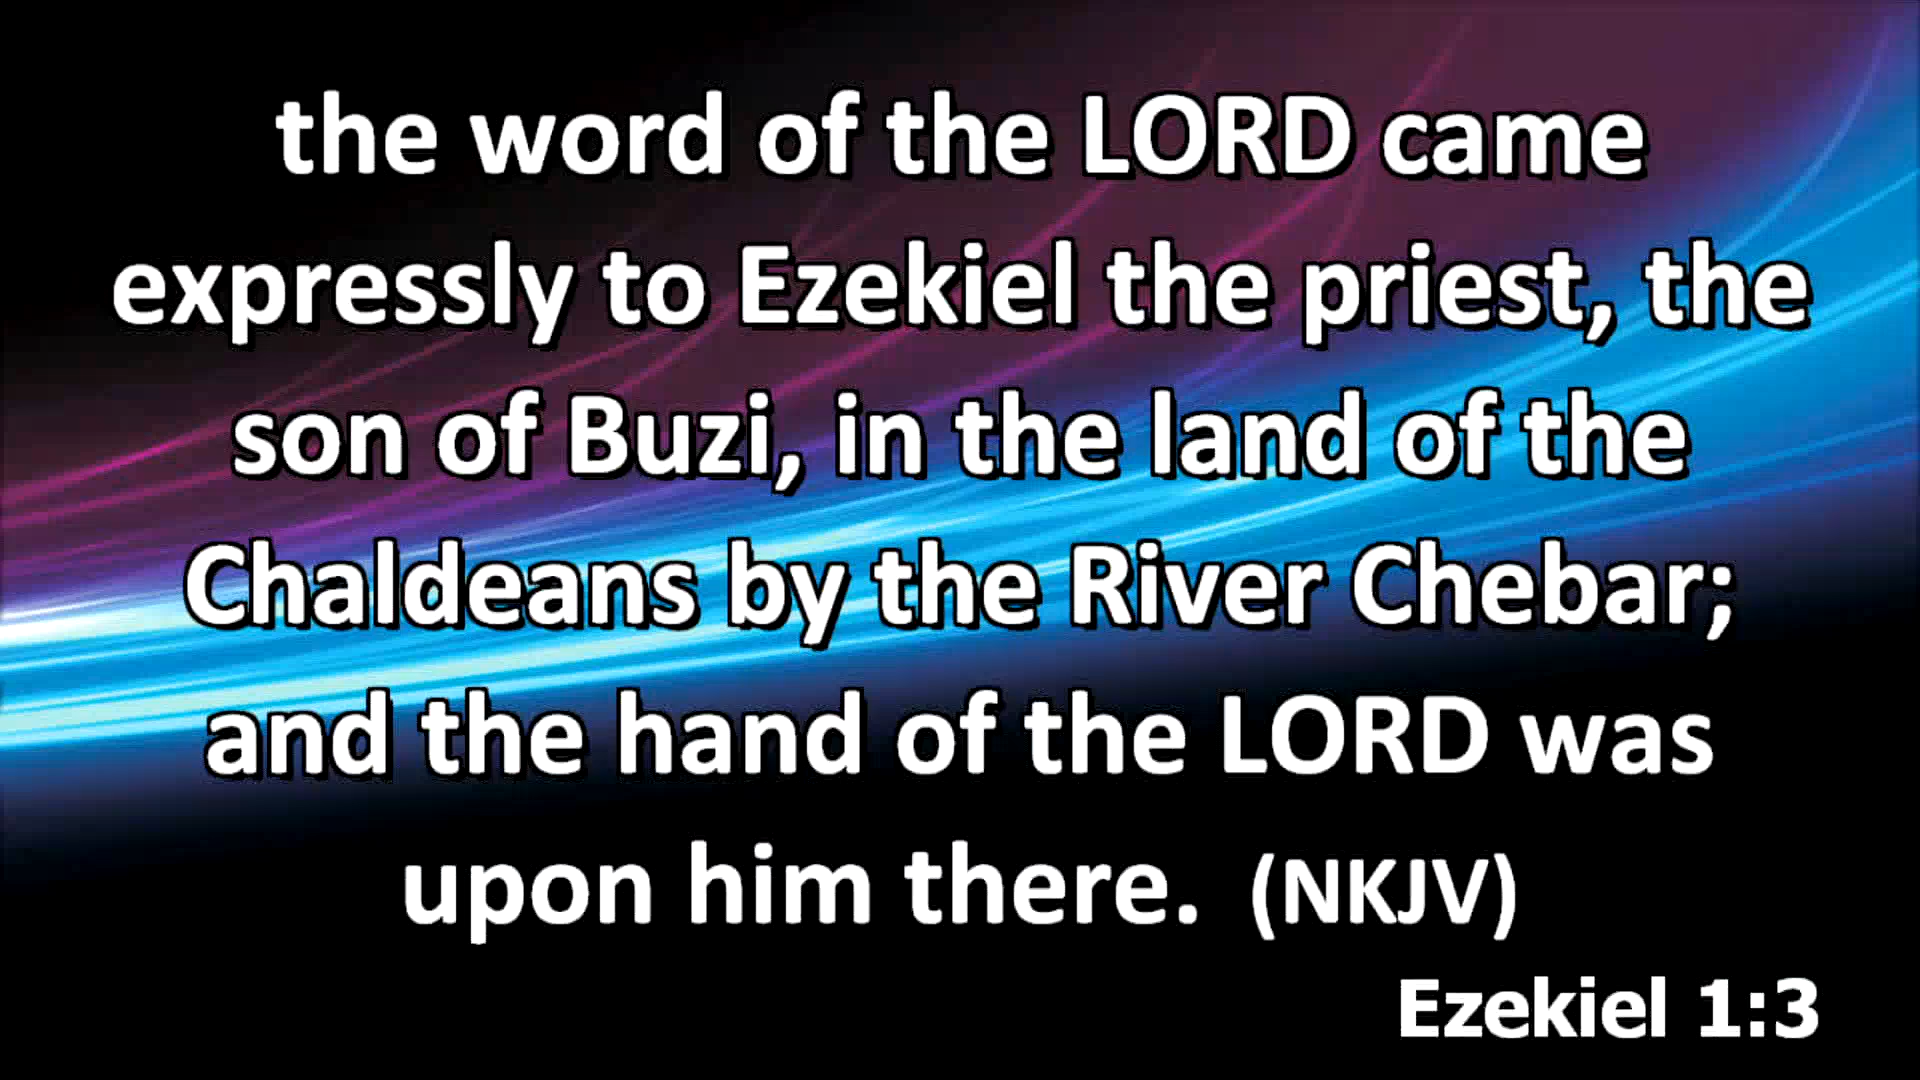 the word of the LORD came
expressly to Ezekiel the priest, the
son of Buzi, in the land of the
Chaldeans by the River Chebar;
and the hand of the LORD was
upon him there. (NKJV)
Ezekiel 1:3